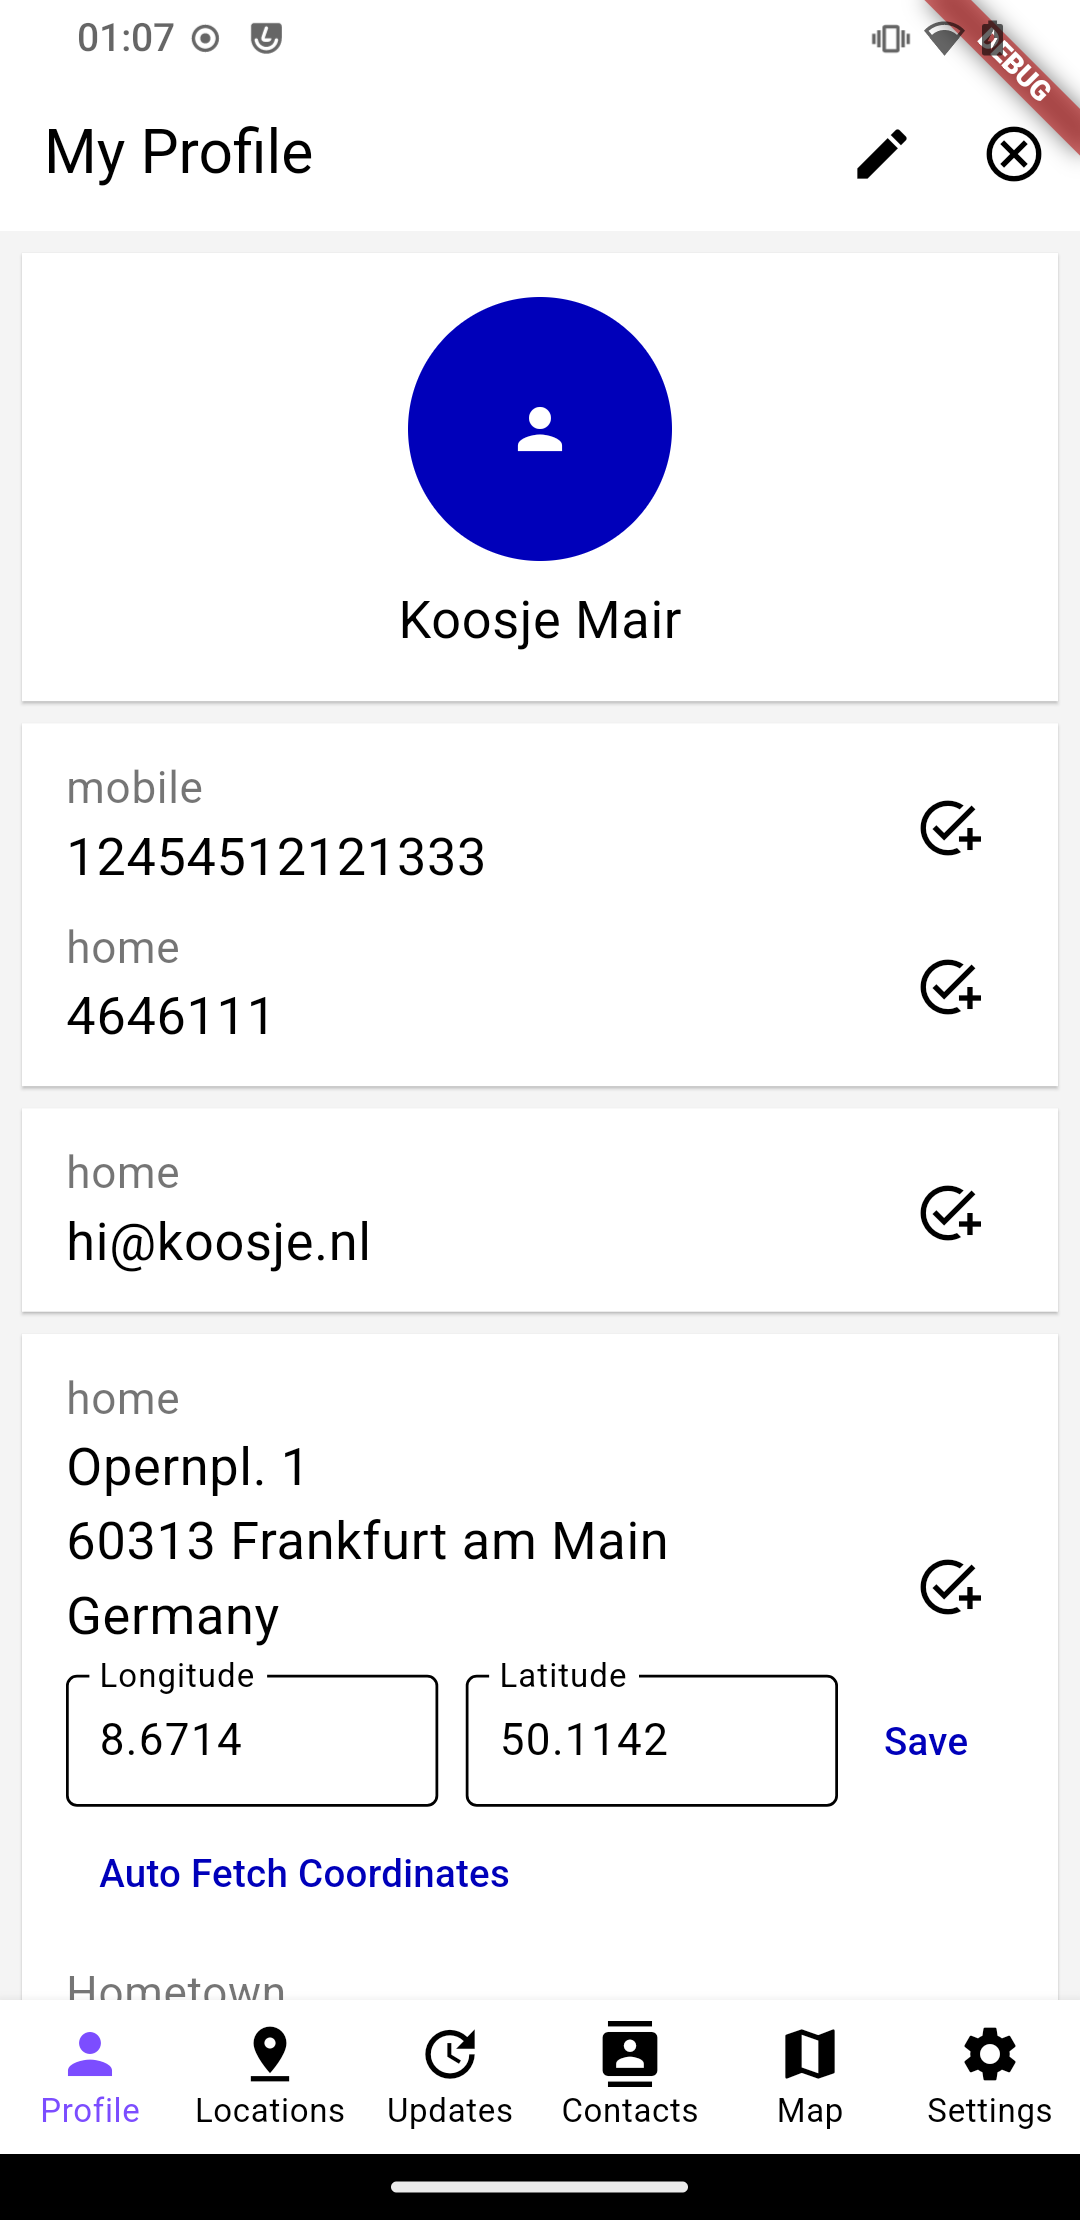 01:07
DEBUG
My Profile
Koosje Mair
mobile
12454512121333
home
4646111
home
hi@koosje.nl
home
Opernpl. 1
60313 Frankfurt am Main
Germany
Longitude
Latitude
8.6714
50.1142
Save
Auto Fetch Coordinates
Hometown
Profile
Locations
Updates
Contacts
Map
Settings